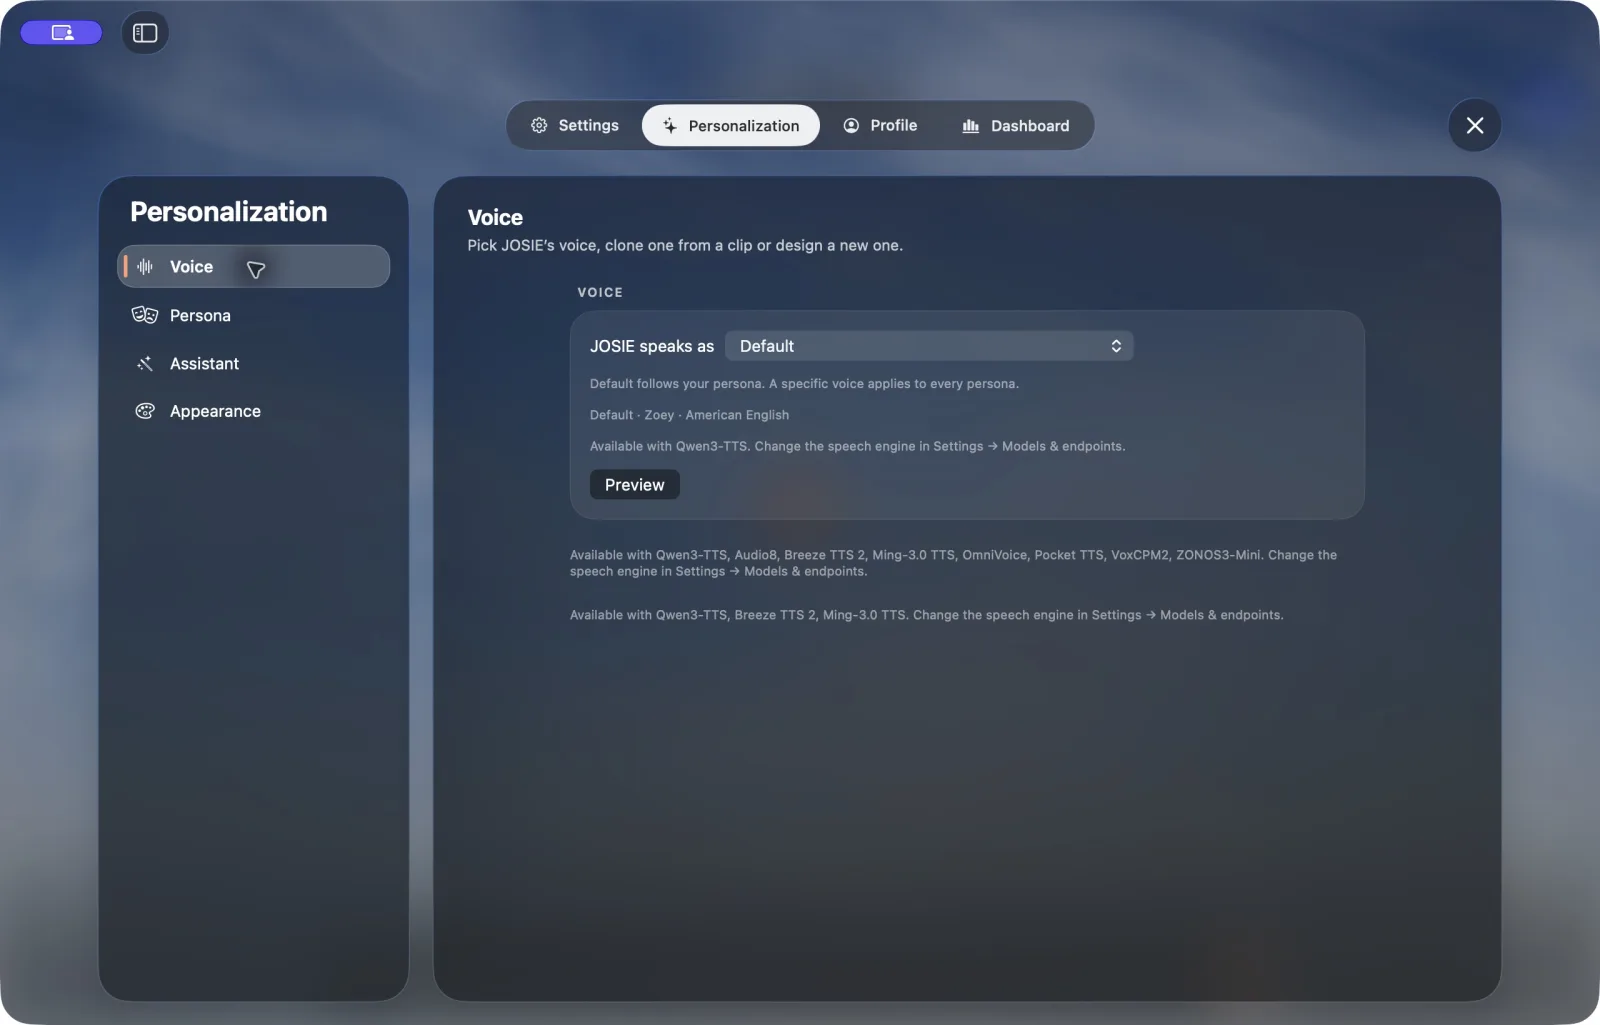 Settings
Personalization
Profile
Dashboard
Personalization
Voice
Persona
Assistant
Appearance
Voice
Pick JOSIE’s voice, clone one from a clip or design a new one.
VOICE
JOSIE speaks as
Default
Default follows your persona. A specific voice applies to every persona.
Default · Zoey · American English
Available with Qwen3-TTS. Change the speech engine in Settings → Models & endpoints.
Preview
Available with Qwen3-TTS, Audio8, Breeze TTS 2, Ming-3.0 TTS, OmniVoice, Pocket TTS, VoxCPM2, ZONOS3-Mini. Change the
speech engine in Settings → Models & endpoints.
Available with Qwen3-TTS, Breeze TTS 2, Ming-3.0 TTS. Change the speech engine in Settings → Models & endpoints.